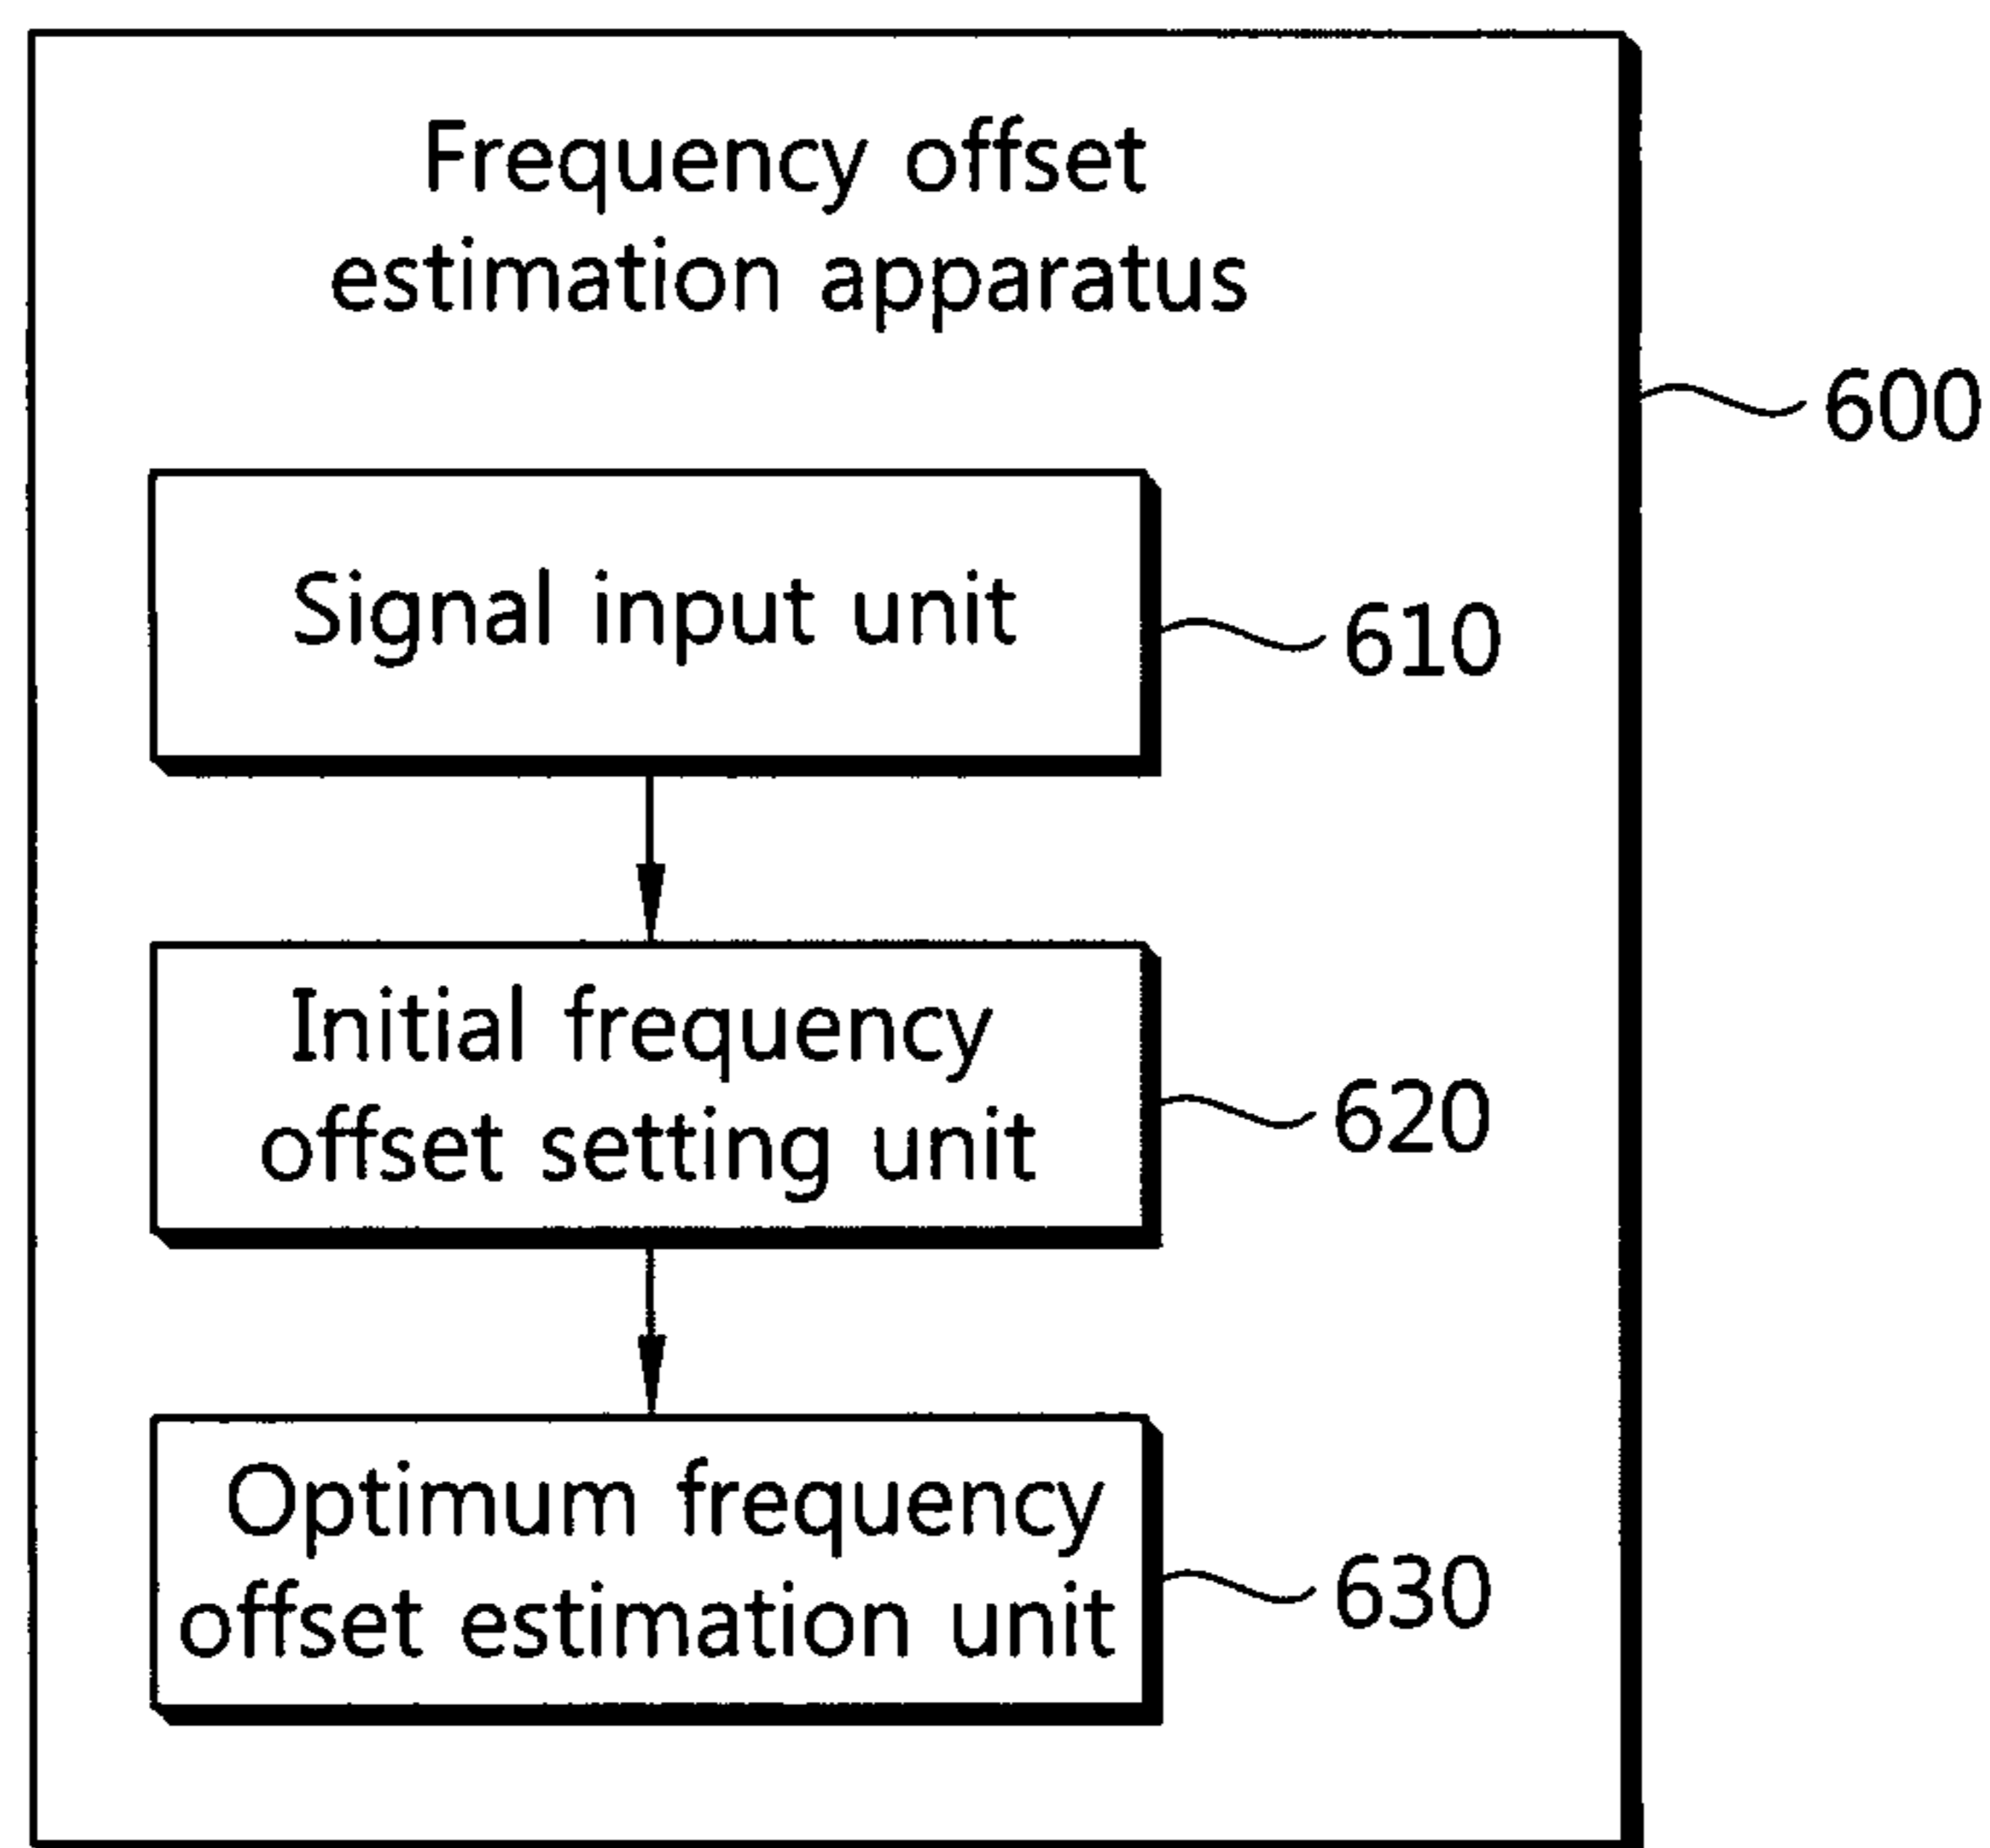 Frequency offset
estimation apparatus
600
Signal input unit
610
Initial frequency
offset setting unit
620
Optimum frequency
offset estimation unit
630